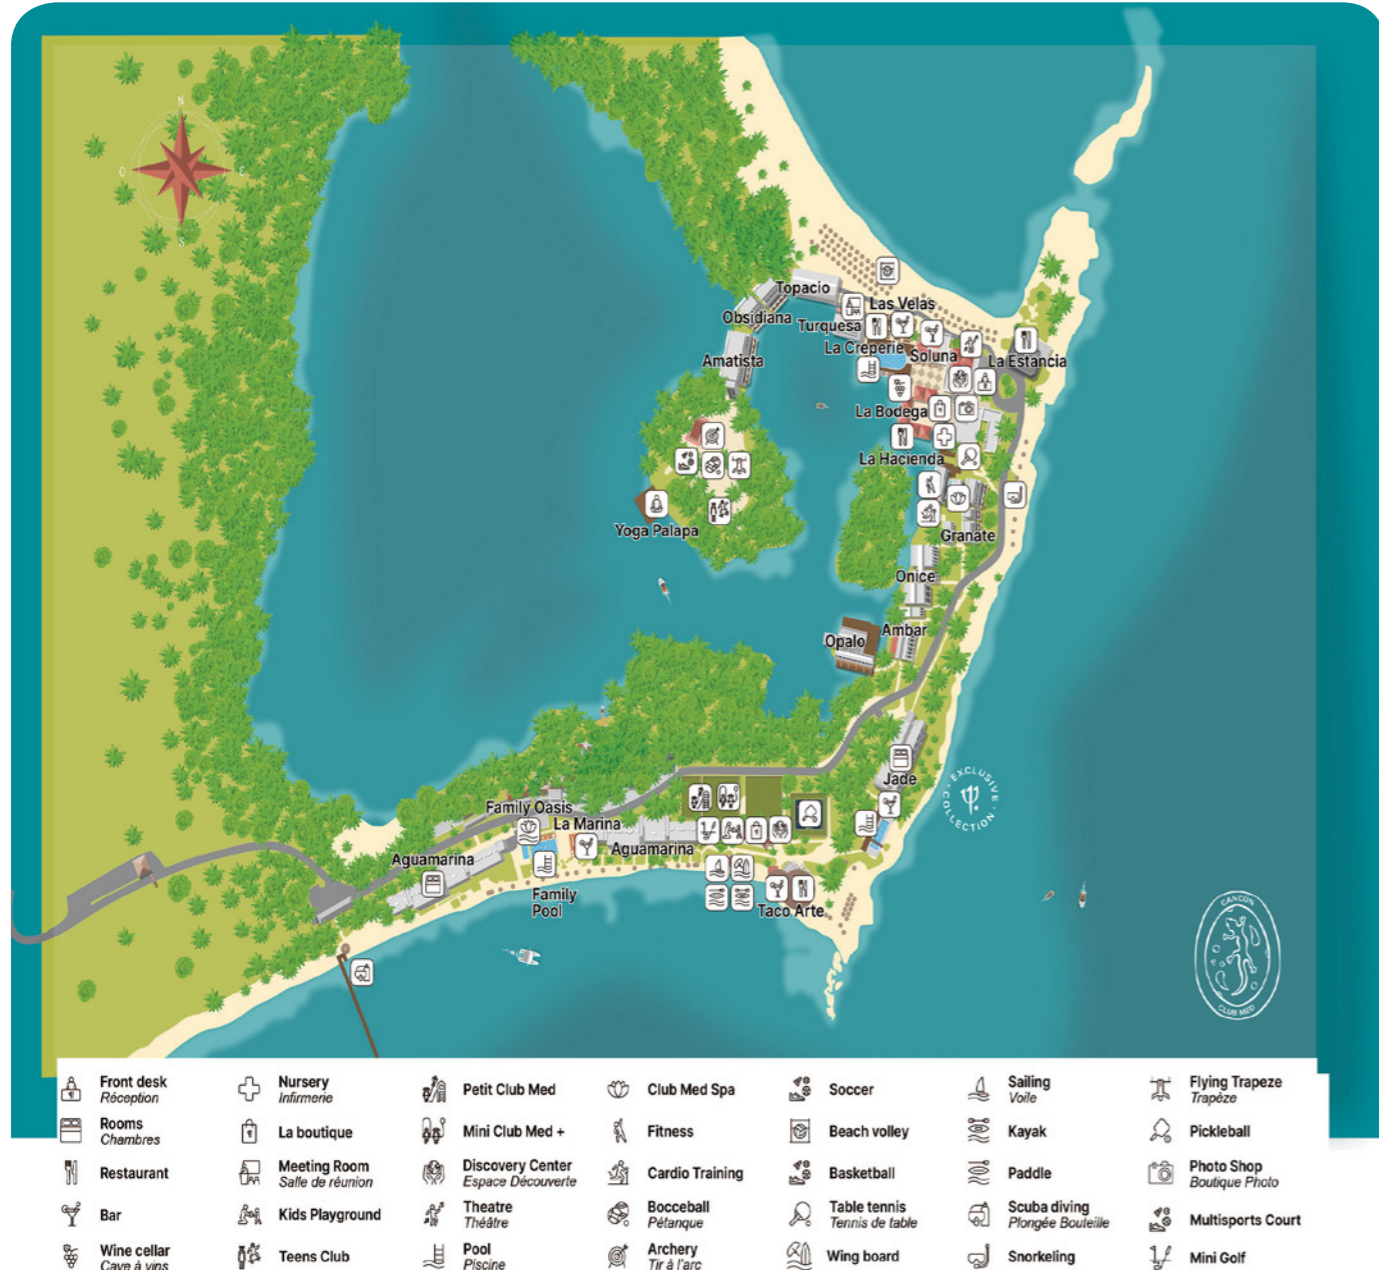 N
O
E
S
Topacio
Obsidiana
Las Velas
Turquesa
La Creperie
Soluna
La Estancia
Amatista
La Bodega
La Hacienda
Yoga Palapa
Granate
Onice
Ambar
Opalo
Jade
EXCLUSIVE
COLLECTION
Family Oasis
La Marina
Aguamarina
Aguamarina
Family
Pool
Taco Arte
CANCÚN
CLUB MED
Front desk
Réception
Nursery
Infirmerie
Petit Club Med
Club Med Spa
Soccer
Sailing
Voile
Flying Trapeze
Trapèze
Rooms
Chambres
La boutique
Mini Club Med +
Fitness
Beach volley
Kayak
Pickleball
Restaurant
Meeting Room
Salle de réunion
Discovery Center
Espace Découverte
Cardio Training
Basketball
Paddle
Photo Shop
Boutique Photo
Bar
Kids Playground
Theatre
Théâtre
Bocceball
Pétanque
Table tennis
Tennis de table
Scuba diving
Plongée Bouteille
Multisports Court
Wine cellar
Cave à vins
Teens Club
Pool
Piscine
Archery
Tir à l'arc
Wing board
Snorkeling
Mini Golf